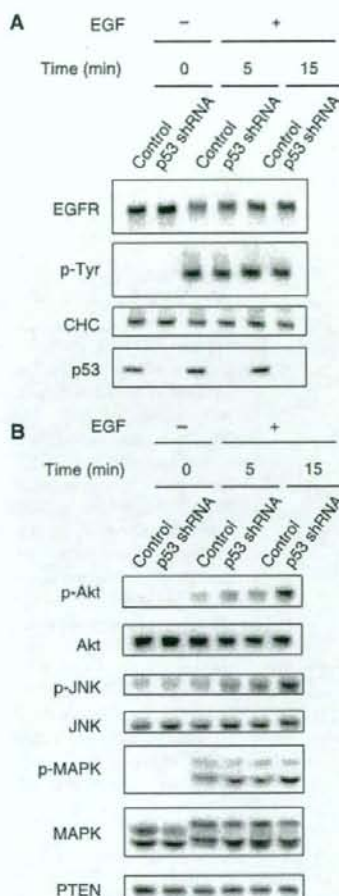 A
EGF − +
Time (min) 0 5 15
Control p53 shRNA Control p53 shRNA Control p53 shRNA
EGFR
p-Tyr
CHC
p53
B
EGF − +
Time (min) 0 5 15
Control p53 shRNA Control p53 shRNA Control p53 shRNA
p-Akt
Akt
p-JNK
JNK
p-MAPK
MAPK
PTEN